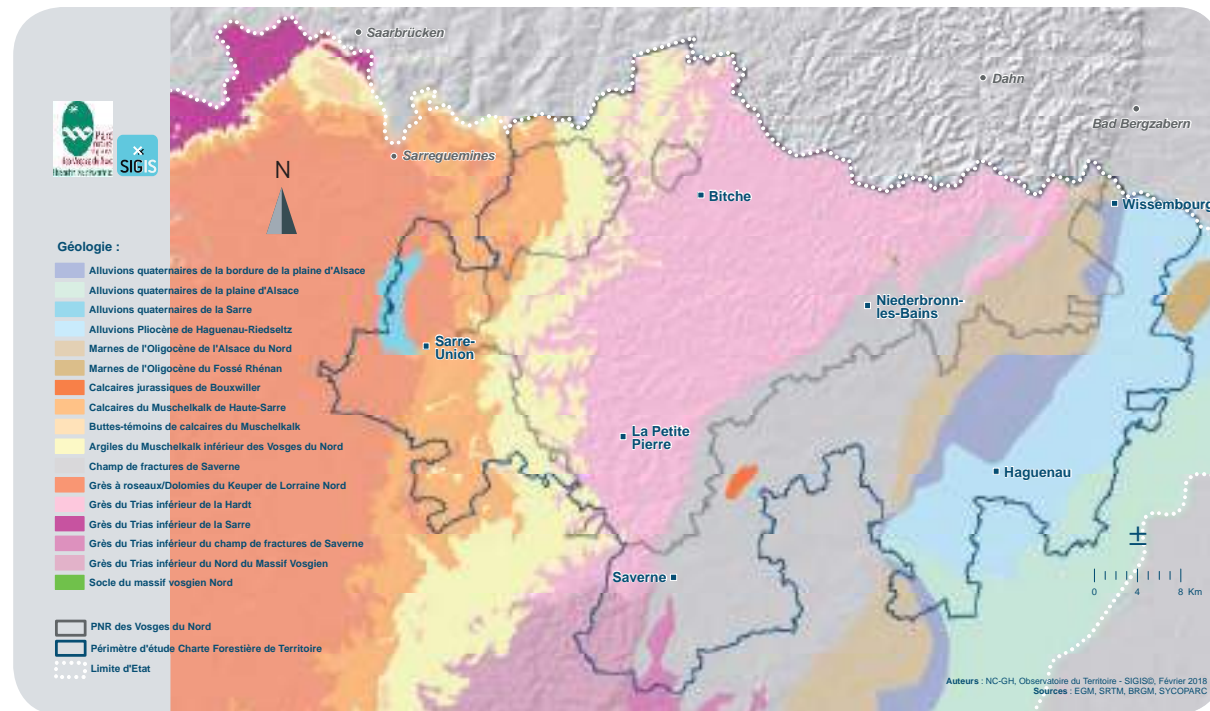 Saarbrücken
Dahn
Bad Bergzabern
Parc
SIGIS
Sarreguemines
N
Bitche
Wissembourg
Géologie :
Alluvions quaternaires de la bordure de la plaine d'Alsace
Alluvions quaternaires de la plaine d'Alsace
Alluvions quaternaires de la Sarre
Alluvions Pliocène de Haguenau-Riedseltz
Marnes de l'Oligocène de l'Alsace du Nord
Marnes de l'Oligocène du Fossé Rhénan
Calcaires jurassiques de Bouxwiller
Calcaires du Muschelkalk de Haute-Sarre
Buttes-témoins de calcaires du Muschelkalk
Argiles du Muschelkalk inférieur des Vosges du Nord
Champ de fractures de Saverne
Grès à roseaux/Dolomies du Keuper de Lorraine Nord
Grès du Trias inférieur de la Hardt
Grès du Trias inférieur de la Sarre
Grès du Trias inférieur du champ de fractures de Saverne
Grès du Trias inférieur du Nord du Massif Vosgien
Socle du massif vosgien Nord
PNR des Vosges du Nord
Périmètre d'étude Charte Forestière de Territoire
Limite d'Etat
Niederbronn-
les-Bains
Sarre-
Union
La Petite
Pierre
Haguenau
Saverne
±
0 4 8 Km
Auteurs : NC-GH, Observatoire du Territoire - SIGIS©, Février 2018
Sources : EGM, SRTM, BRGM, SYCOPARC